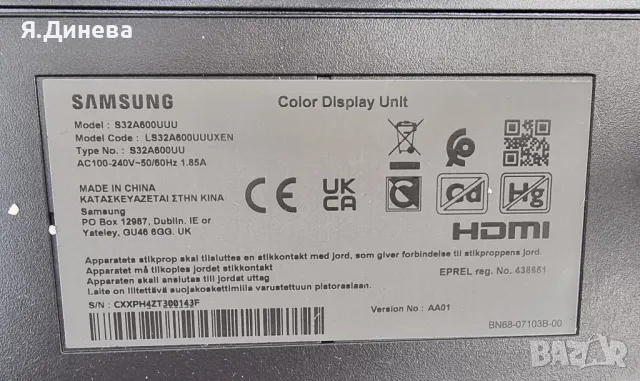 Я.Динева
SAMSUNG
Color Display Unit
Model : S32A600UUU
Model Code : LS32A600UUUXEN
Type No. : S32A600UU
AC100-240V~50/60Hz 1.85A
MADE IN CHINA
ΚΑΤΑΣΚΕΥΑΖΕΤΑΙ ΣΤΗΝ ΚΙΝΑ
Samsung
PO Box 12987, Dublin. IE or
Yateley, GU46 6GG. UK
CE
UK
CA
Cd
Hg
HDMI
Apparatets stikprop skal tilsluttes en stikkontakt med jord, som giver forbindelse til stikproppens jord.
Apparatet må tilkoples jordet stikkontakt
Apparaten skall anslutas till jordat uttag
Laite on liitettävä suojakoskettimilla varustettuun pistorasiaan.
EPREL reg. No. 438861
S/N : CXXPH4ZT300143F
Version No : AA01
BN68-07103B-00
bazar